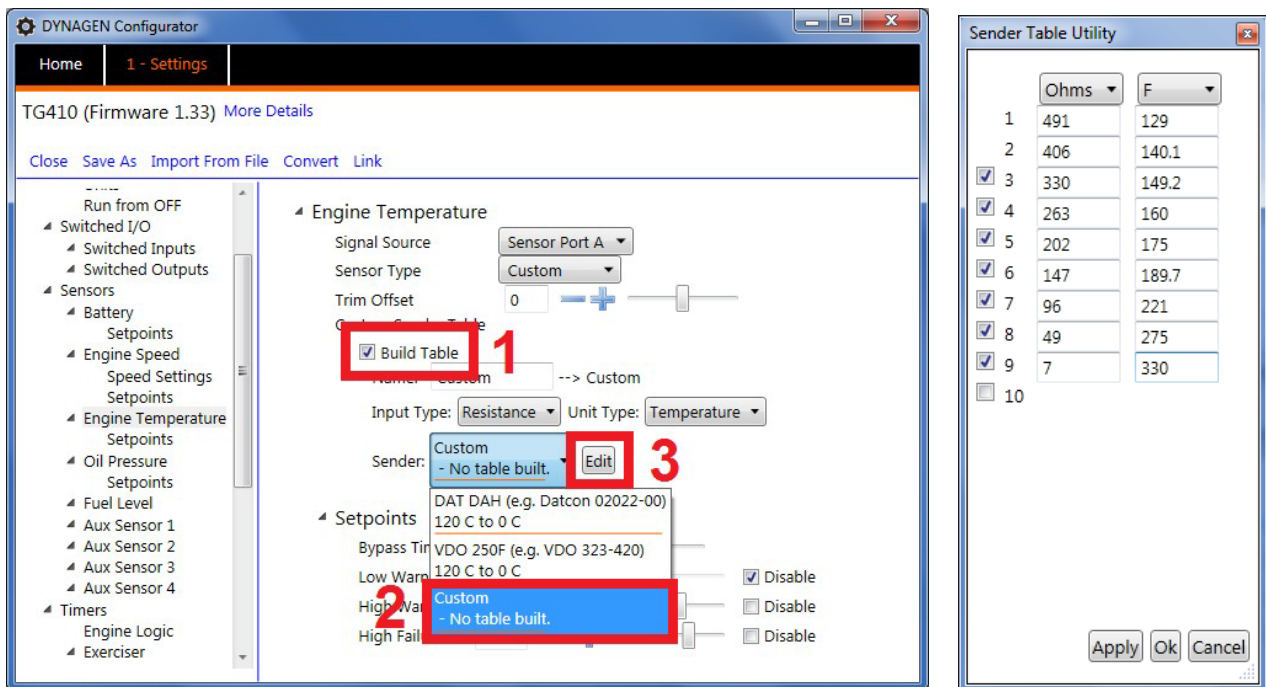 DYNAGEN Configurator
Home 1 - Settings
TG410 (Firmware 1.33) More Details
Close Save As Import From File Convert Link
Run from OFF
Switched I/O
Switched Inputs
Switched Outputs
Sensors
Battery
Setpoints
Engine Speed
Speed Settings
Setpoints
Engine Temperature
Setpoints
Oil Pressure
Setpoints
Fuel Level
Aux Sensor 1
Aux Sensor 2
Aux Sensor 3
Aux Sensor 4
Timers
Engine Logic
Exerciser
Engine Temperature
Signal Source Sensor Port A
Sensor Type Custom
Trim Offset 0
Build Table 1
Custom --> Custom
Input Type: Resistance Unit Type: Temperature
Sender: Custom
- No table built. Edit 3
DAT DAH (e.g. Datcon 02022-00)
120 C to 0 C
VDO 250F (e.g. VDO 323-420)
120 C to 0 C
2 Custom
- No table built.
Setpoints
Bypass Tim
Low Warn Disable
High War Disable
High Fail Disable
Sender Table Utility
Ohms F
1 491 129
2 406 140.1
3 330 149.2
4 263 160
5 202 175
6 147 189.7
7 96 221
8 49 275
9 7 330
10
Apply Ok Cancel